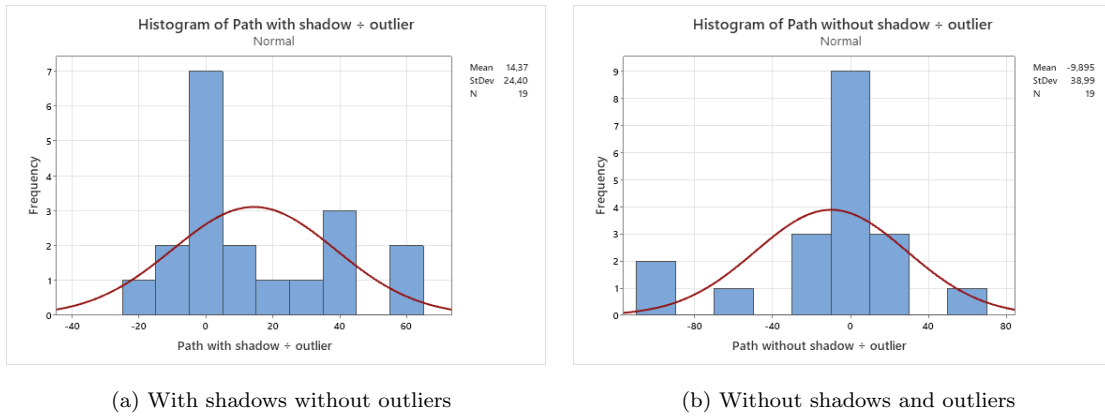 Histogram of Path with shadow ÷ outlier
Normal
Mean 14,37
StDev 24,40
N 19
7
6
5
4
3
2
1
0
Frequency
-40 -20 0 20 40 60
Path with shadow ÷ outlier
(a) With shadows without outliers
Histogram of Path without shadow ÷ outlier
Normal
Mean -9,895
StDev 38,99
N 19
9
8
7
6
5
4
3
2
1
0
Frequency
-80 -40 0 40 80
Path without shadow ÷ outlier
(b) Without shadows and outliers